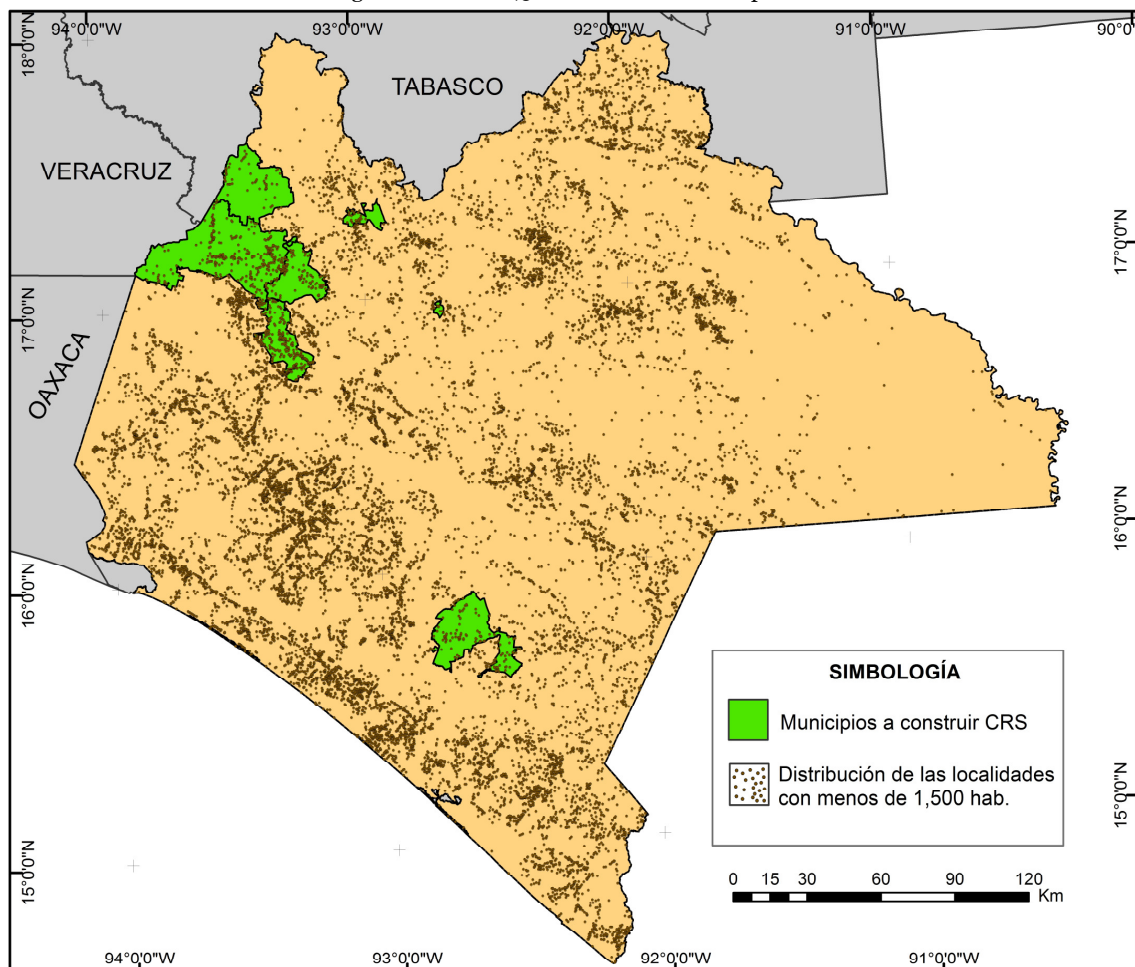 94°0'0"W
93°0'0"W
92°0'0"W
91°0'0"W
90°
18°0'0"N
TABASCO
VERACRUZ
17°0'0"N
17°0'0"N
OAXACA
16°0'0"N
16°0'0"N
SIMBOLOGÍA
Municipios a construir CRS
Distribución de las localidades
con menos de 1,500 hab.
15°0'0"N
15°0'0"N
0 15 30 60 90 120
Km
94°0'0"W
93°0'0"W
92°0'0"W
91°0'0"W